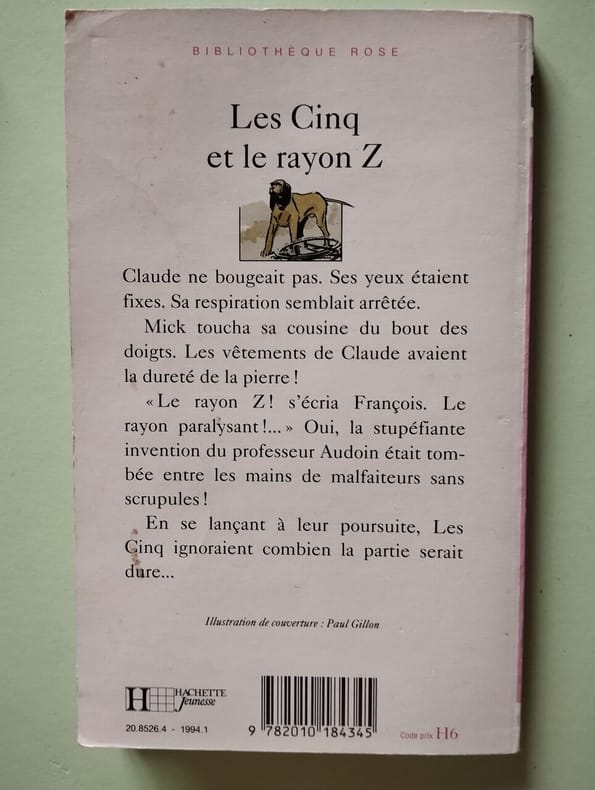 BIBLIOTHÈQUE ROSE
Les Cinq
et le rayon Z
Claude ne bougeait pas. Ses yeux étaient
fixes. Sa respiration semblait arrêtée.
Mick toucha sa cousine du bout des
doigts. Les vêtements de Claude avaient
la dureté de la pierre !
« Le rayon Z ! s'écria François. Le
rayon paralysant !... » Oui, la stupéfiante
invention du professeur Audoin était tom-
bée entre les mains de malfaiteurs sans
scrupules !
En se lançant à leur poursuite, Les
Cinq ignoraient combien la partie serait
dure...
Illustration de couverture : Paul Gillon
H HACHETTE
Jeunesse
20.8526.4 - 1994.1
9 782010 184345
Code prix H6